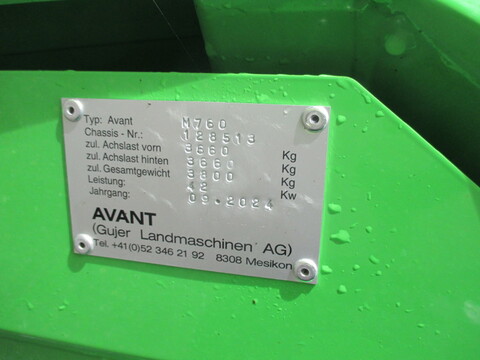 Typ: Avant M760
Chassis - Nr.: 128513
zul. Achslast vorn 3660 Kg
zul. Achslast hinten 3660 Kg
zul. Gesamtgewicht 3800 Kg
Leistung: 42 Kw
Jahrgang: 09.2024
AVANT
(Gujer Landmaschinen AG)
Tel. +41(0)52 346 21 92 8308 Mesikon